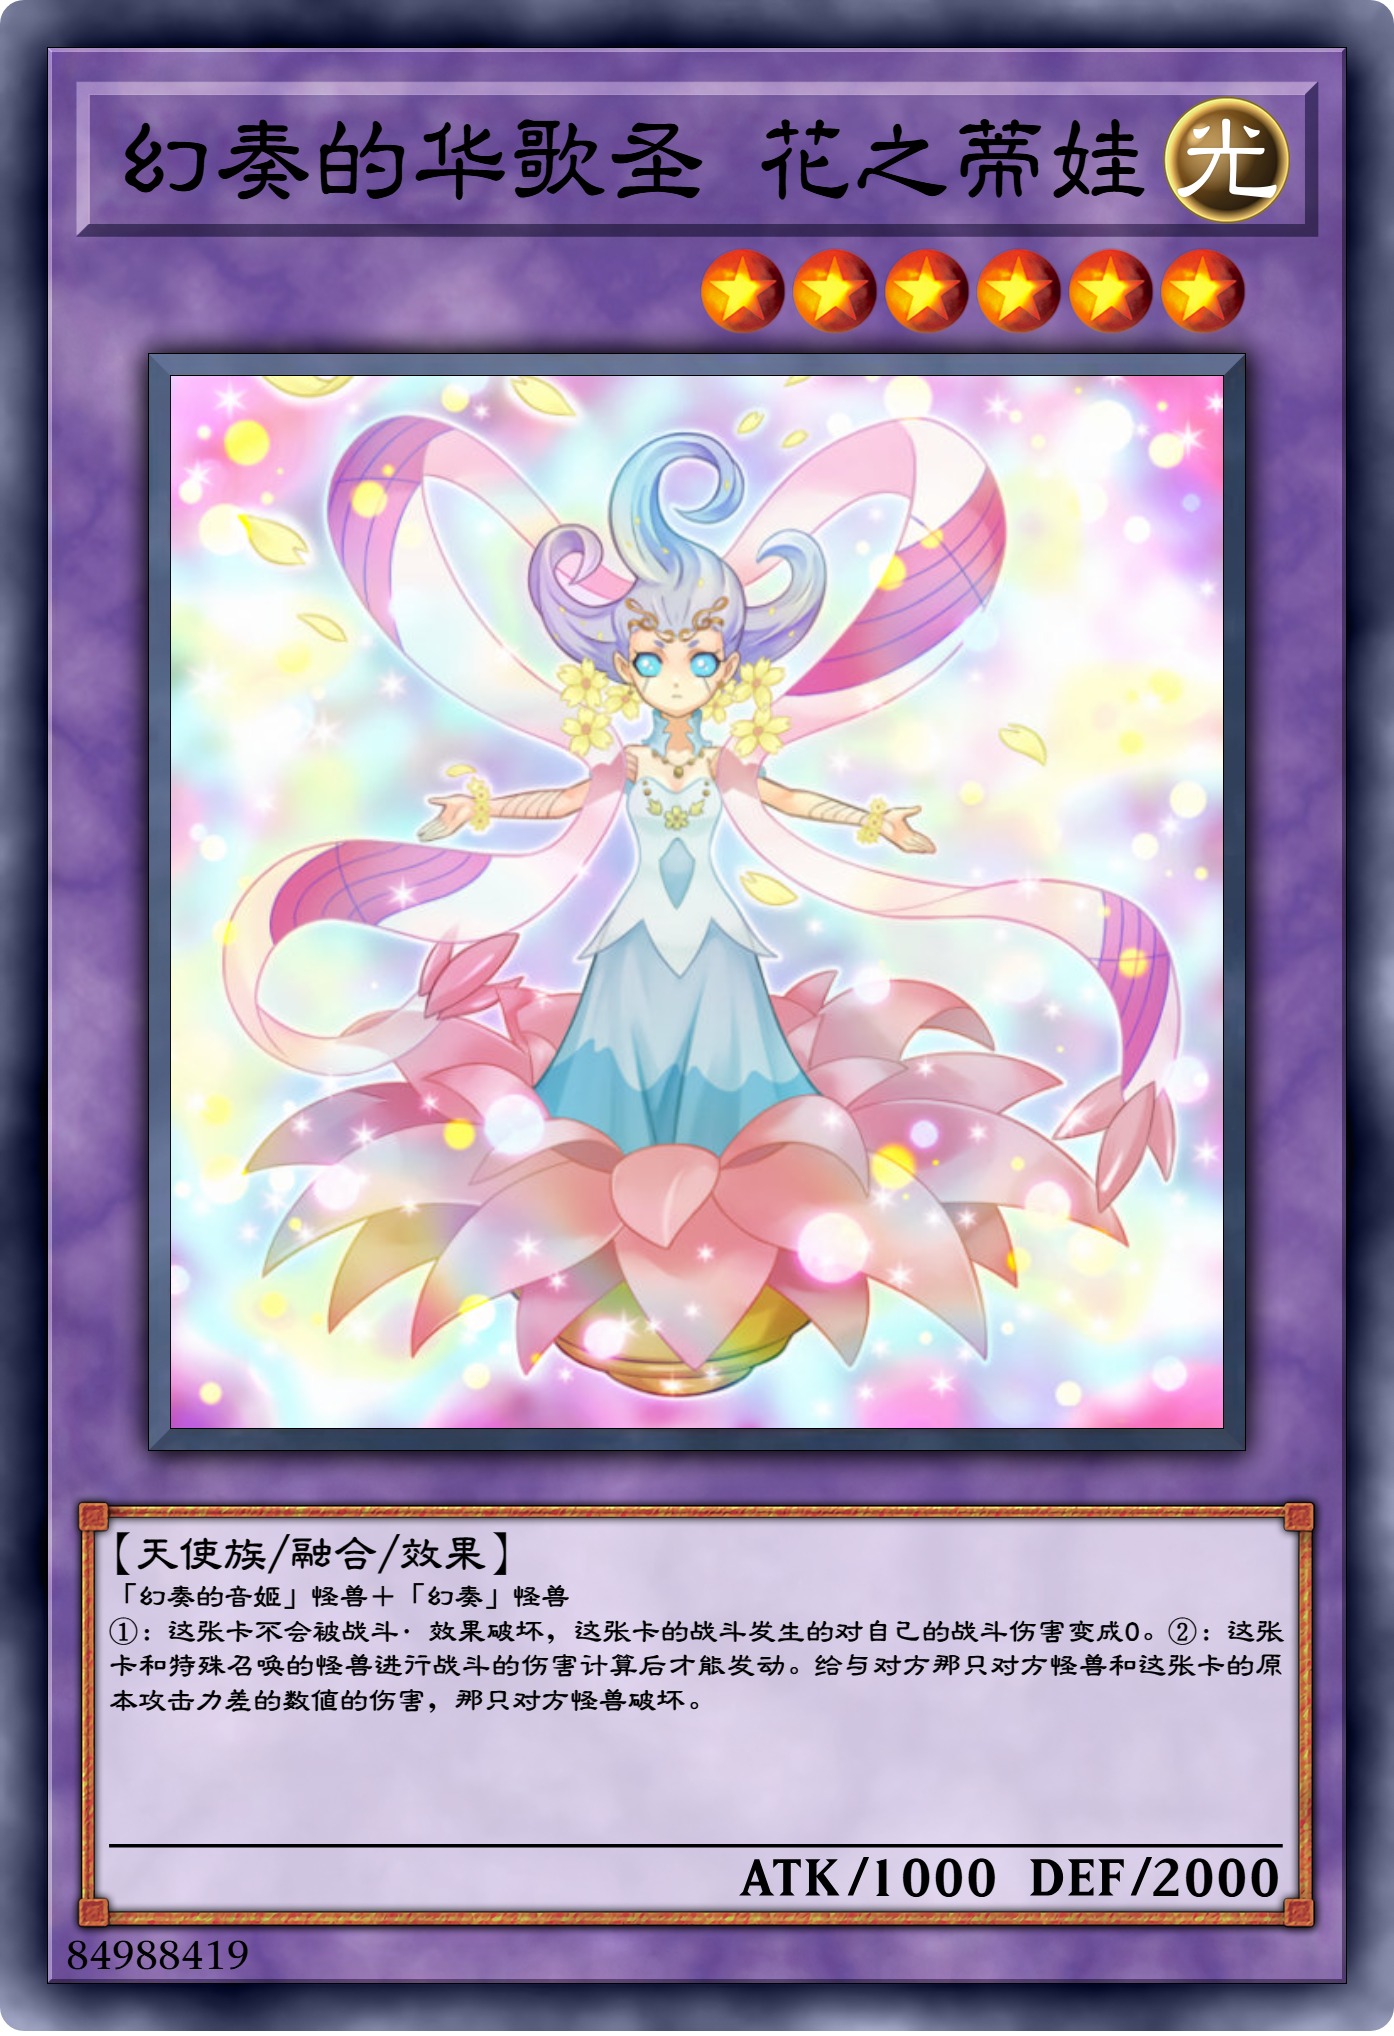 幻奏的华歌圣 花之蒂娃 光
【天使族/融合/效果】
「幻奏的音姬」怪兽＋「幻奏」怪兽
①：这张卡不会被战斗·效果破坏，这张卡的战斗发生的对自己的战斗伤害变成0。②：这张
卡和特殊召唤的怪兽进行战斗的伤害计算后才能发动。给与对方那只对方怪兽和这张卡的原
本攻击力差的数值的伤害，那只对方怪兽破坏。
ATK/1000 DEF/2000
84988419